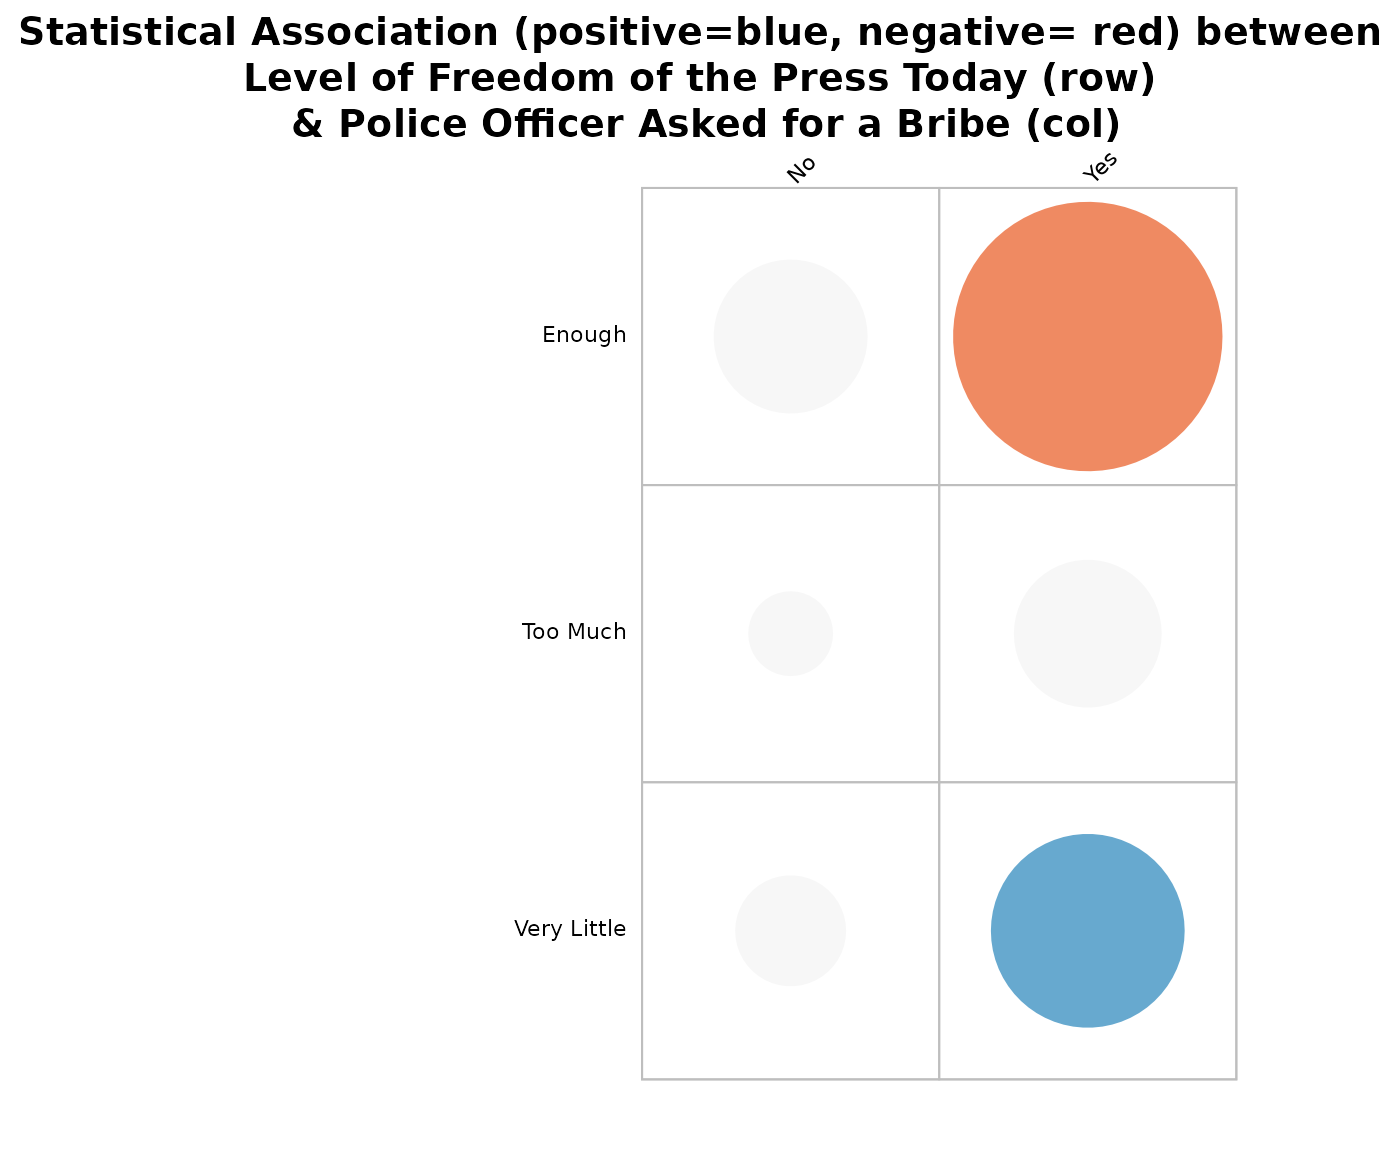 Statistical Association (positive=blue, negative= red) between
Level of Freedom of the Press Today (row)
& Police Officer Asked for a Bribe (col)
No
Yes
Enough
Too Much
Very Little